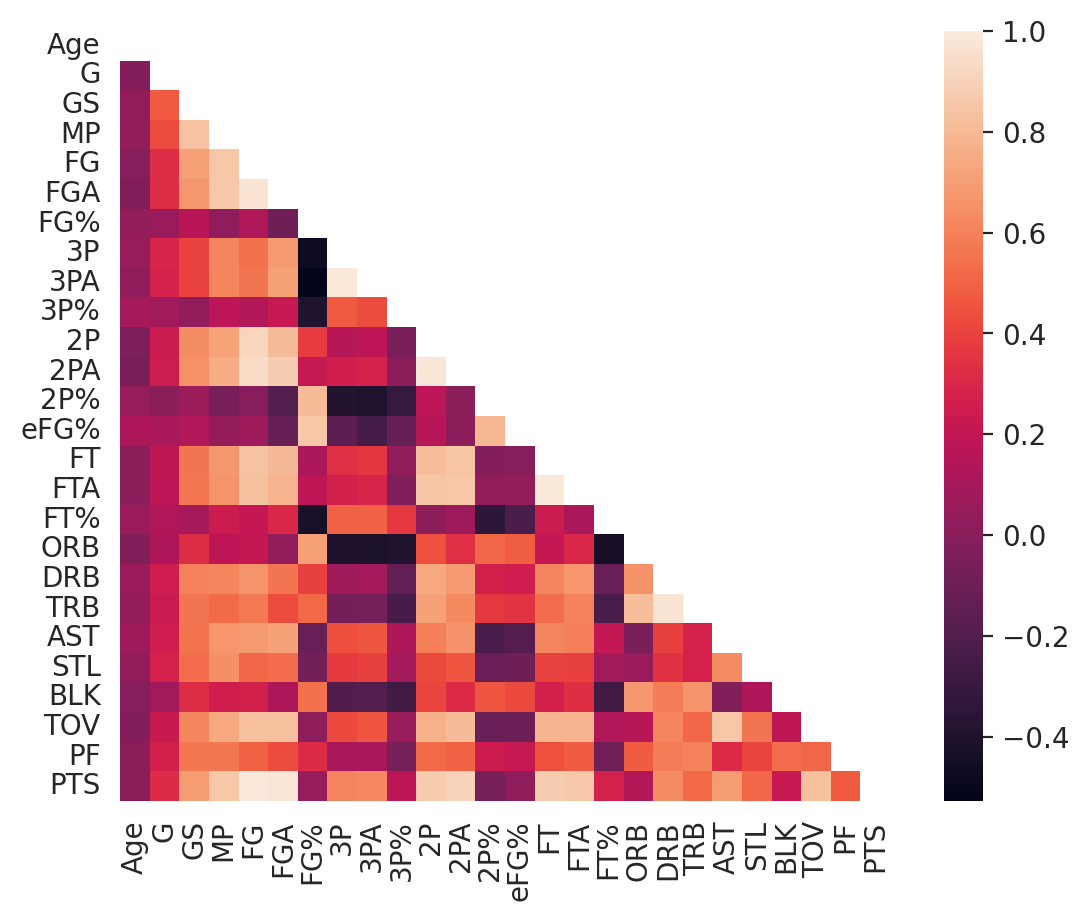 Age
G
GS
MP
FG
FGA
FG%
3P
3PA
3P%
2P
2PA
2P%
eFG%
FT
FTA
FT%
ORB
DRB
TRB
AST
STL
BLK
TOV
PF
PTS
Age
G
GS
MP
FG
FGA
FG%
3P
3PA
3P%
2P
2PA
2P%
eFG%
FT
FTA
FT%
ORB
DRB
TRB
AST
STL
BLK
TOV
PF
PTS
1.0
0.8
0.6
0.4
0.2
0.0
−0.2
−0.4